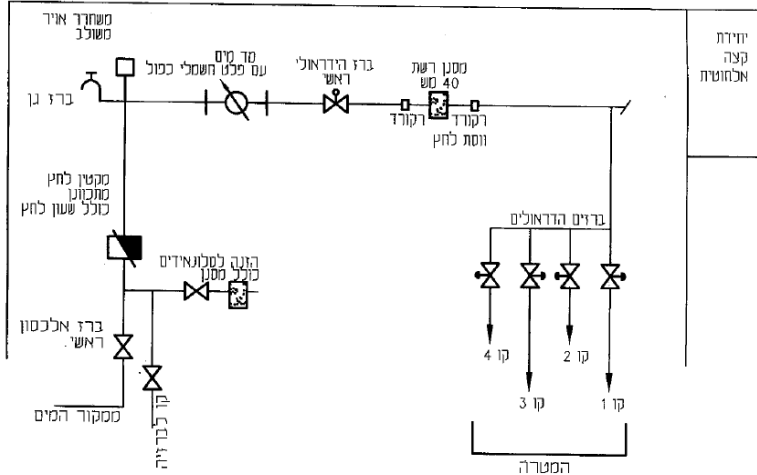 משחרר אויר
משולב
ברז גן
מד מים
עם פלט חשמלי כפול
ברז הידראולי
ראשי
מסנן רשת
40 מש
רקורד
רקורד
ווסת לחץ
יחידת
קצה
אלחוטית
מקטין לחץ
מתכוונן
כולל שעון לחץ
ברזים הדראולים
הזנה לסלונאידים
כולל מסנן
ברז אלכסון
ראשי.
ממקור המים
קו לברזיה
קו 4
קו 2
קו 3
קו 1
המטרה